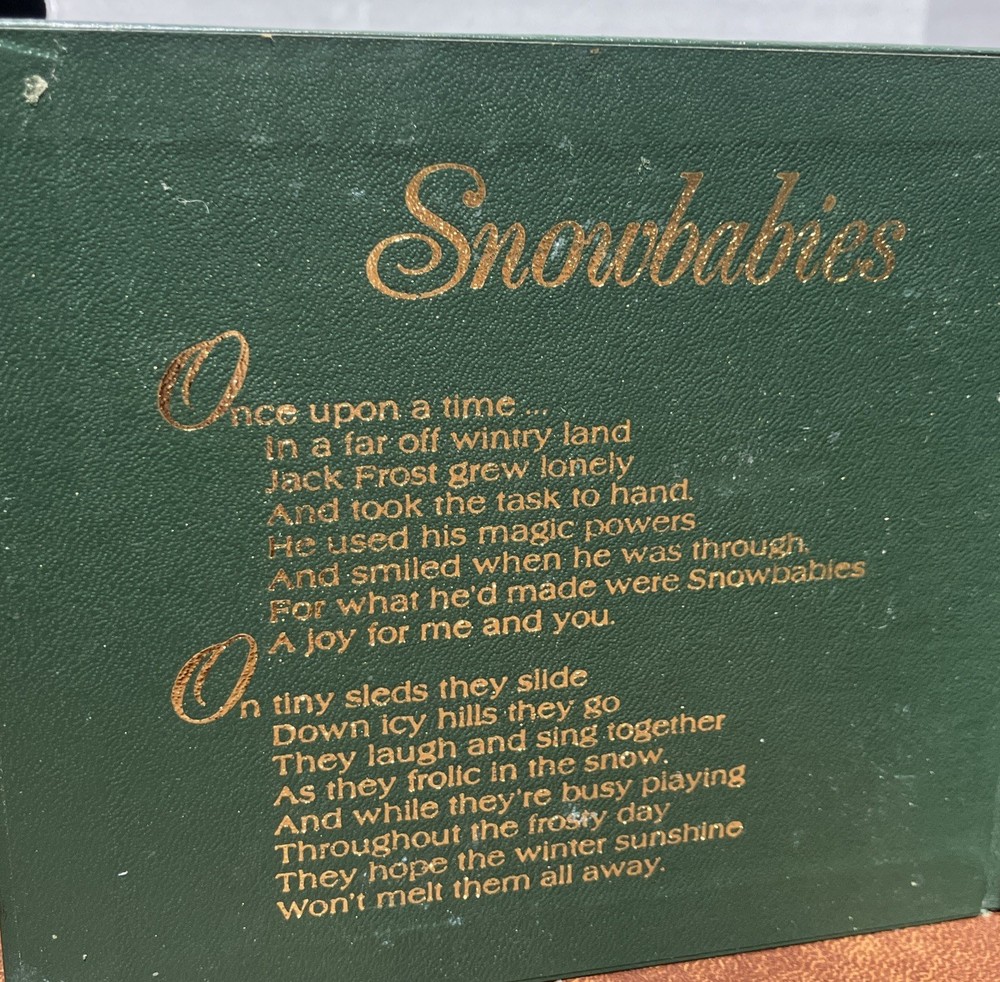 Snowbabies
Once upon a time ...
In a far off wintry land
Jack Frost grew lonely
And took the task to hand.
He used his magic powers
And smiled when he was through,
For what he'd made were Snowbabies
A joy for me and you.
On tiny sleds they slide
Down icy hills they go
They laugh and sing together
As they frolic in the snow.
And while they're busy playing
Throughout the frosty day
They hope the winter sunshine
Won't melt them all away.